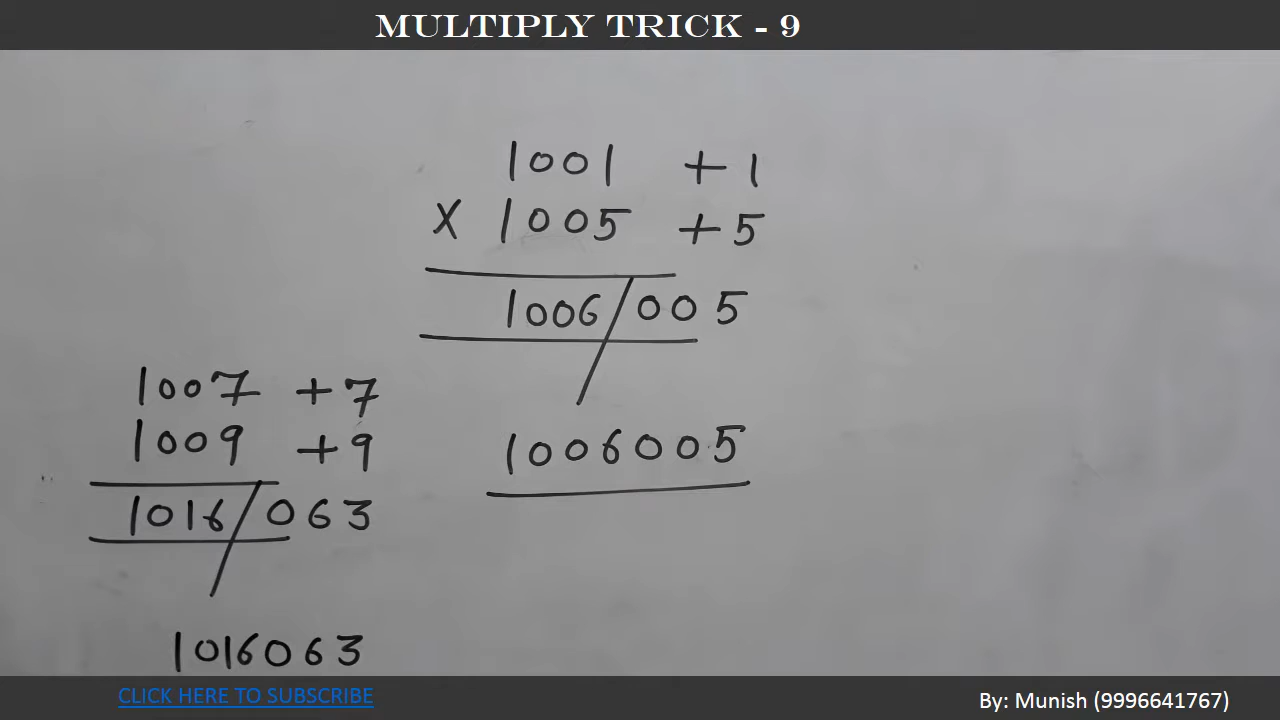 MULTIPLY TRICK - 9
1001 +1
X 1005 +5
1006/005
1006005
1007 +7
1009 +9
1016/063
1016063
CLICK HERE TO SUBSCRIBE
By: Munish (9996641767)